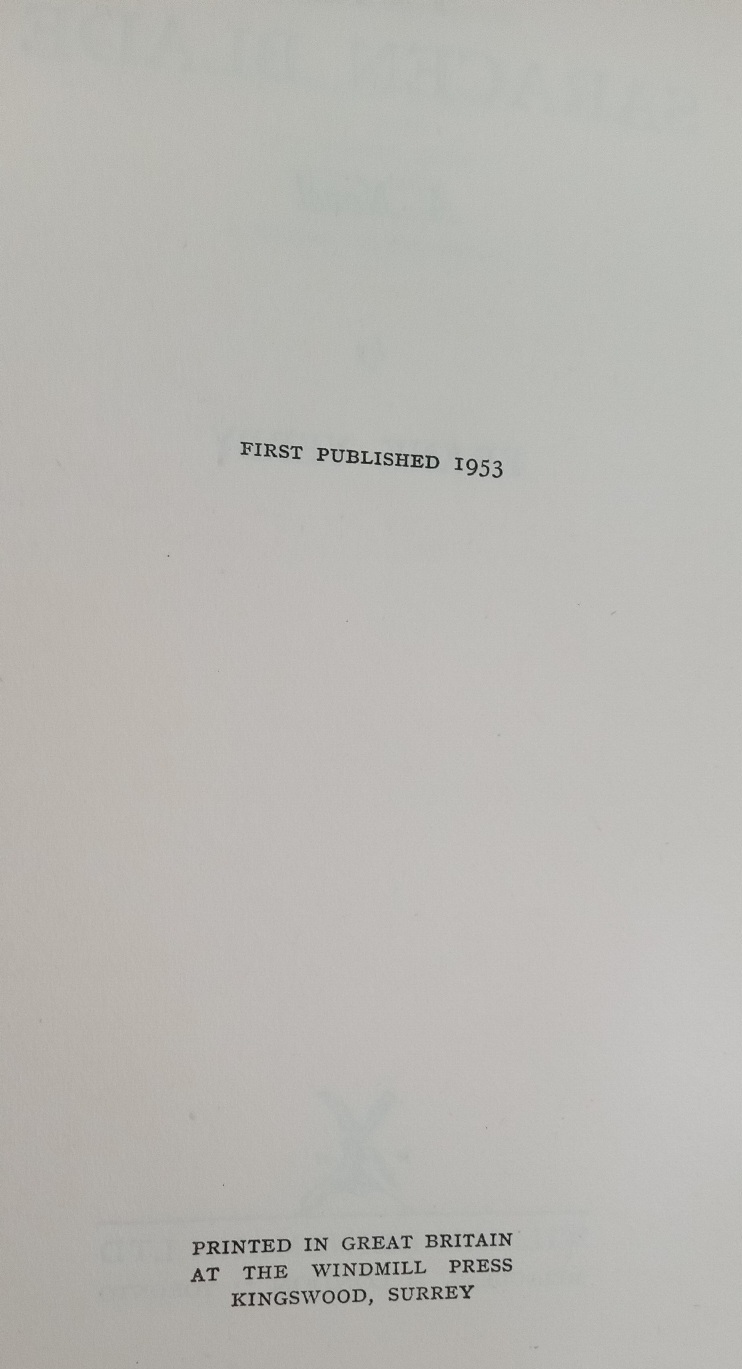 FIRST PUBLISHED 1953
PRINTED IN GREAT BRITAIN
AT THE WINDMILL PRESS
KINGSWOOD, SURREY